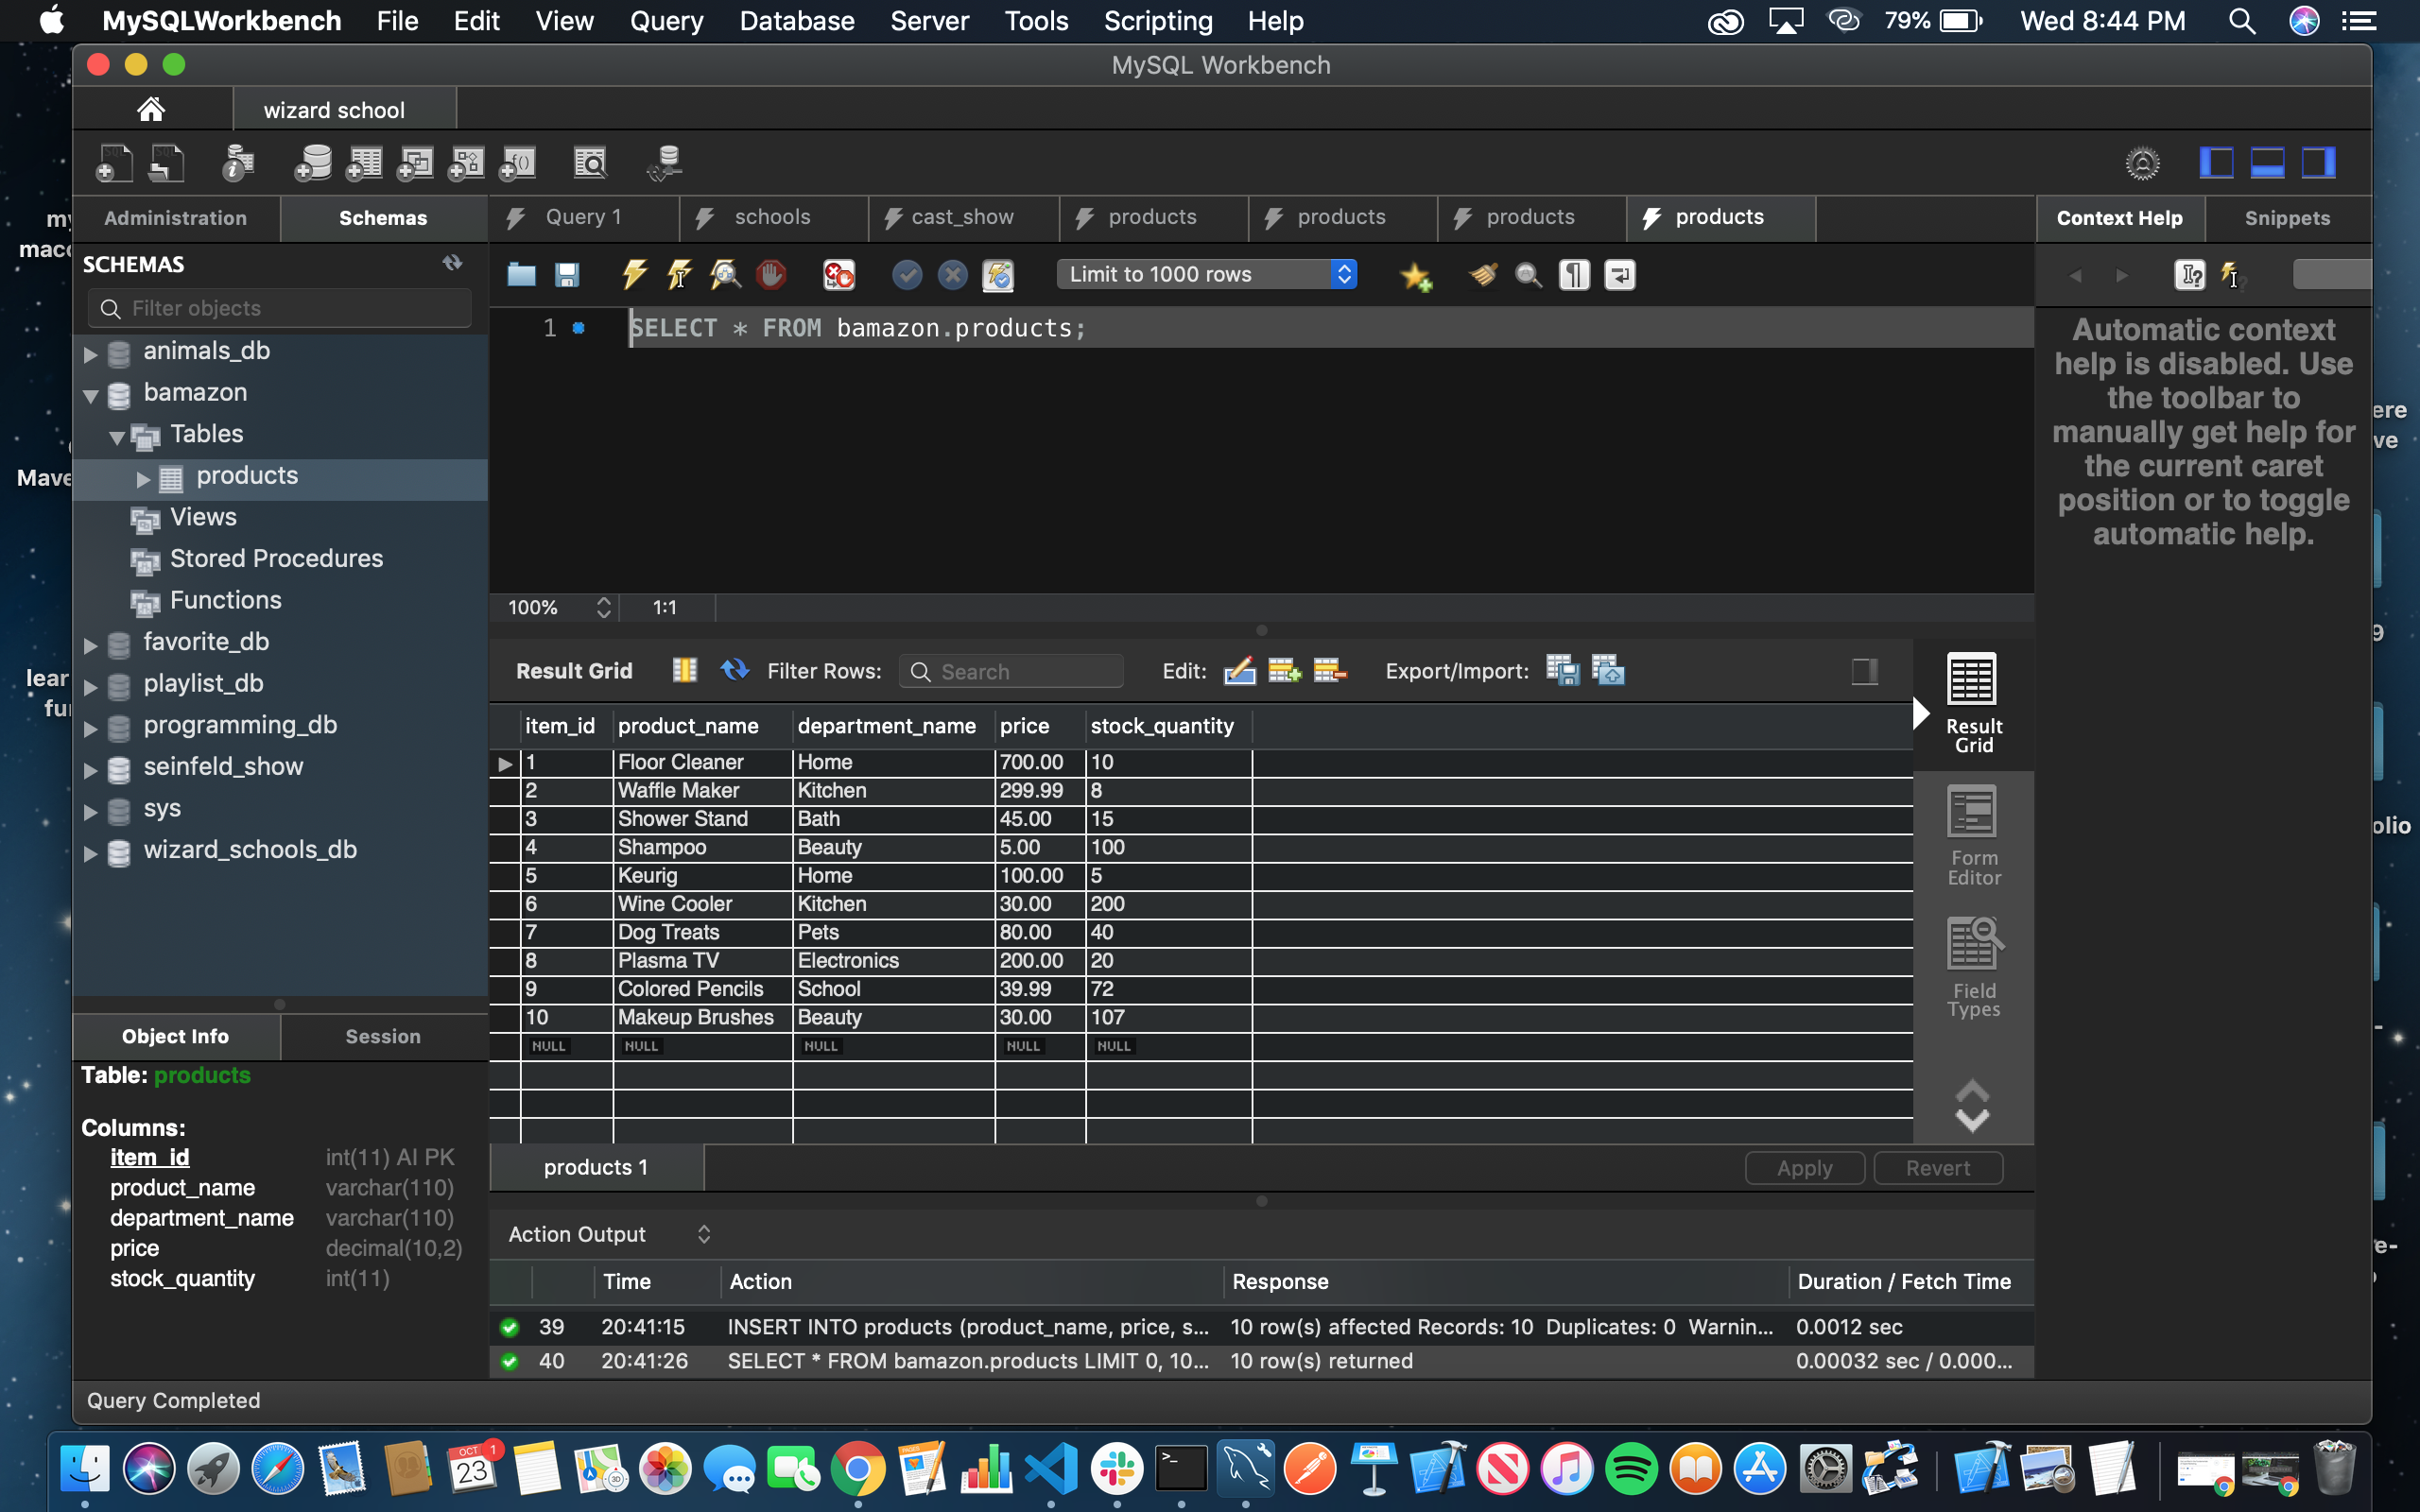 MySQLWorkbench File Edit View Query Database Server Tools Scripting Help 79% Wed 8:44 PM
MySQL Workbench
wizard school
Administration Schemas Query 1 schools cast_show products products products products Context Help Snippets
SCHEMAS
Filter objects
Limit to 1000 rows
1 SELECT * FROM bamazon.products;
Automatic context
help is disabled. Use
the toolbar to
manually get help for
the current caret
position or to toggle
automatic help.
animals_db
bamazon
Tables
products
Views
Stored Procedures
Functions
favorite_db
playlist_db
programming_db
seinfeld_show
sys
wizard_schools_db
100% 1:1
Result Grid Filter Rows: Search Edit: Export/Import:
item_id product_name department_name price stock_quantity
1 Floor Cleaner Home 700.00 10
2 Waffle Maker Kitchen 299.99 8
3 Shower Stand Bath 45.00 15
4 Shampoo Beauty 5.00 100
5 Keurig Home 100.00 5
6 Wine Cooler Kitchen 30.00 200
7 Dog Treats Pets 80.00 40
8 Plasma TV Electronics 200.00 20
9 Colored Pencils School 39.99 72
10 Makeup Brushes Beauty 30.00 107
NULL NULL NULL NULL NULL
Result
Grid
Form
Editor
Field
Types
Object Info Session
Table: products
Columns:
item_id int(11) AI PK
product_name varchar(110)
department_name varchar(110)
price decimal(10,2)
stock_quantity int(11)
products 1 Apply Revert
Action Output
Time Action Response Duration / Fetch Time
39 20:41:15 INSERT INTO products (product_name, price, s... 10 row(s) affected Records: 10 Duplicates: 0 Warnin... 0.0012 sec
40 20:41:26 SELECT * FROM bamazon.products LIMIT 0, 10... 10 row(s) returned 0.00032 sec / 0.000...
Query Completed
OCT 1
23